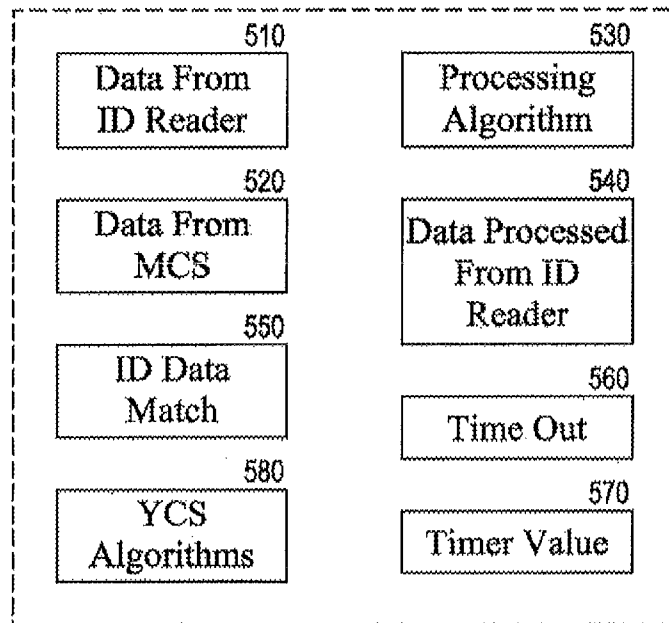 510
Data From
ID Reader
530
Processing
Algorithm
520
Data From
MCS
540
Data Processed
From ID
Reader
550
ID Data
Match
560
Time Out
580
YCS
Algorithms
570
Timer Value